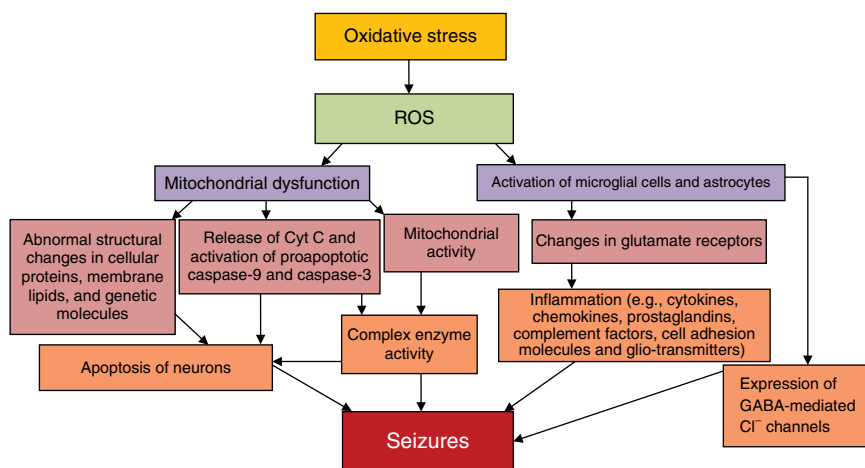 Oxidative stress
ROS
Mitochondrial dysfunction
Activation of microglial cells and astrocytes
Abnormal structural
changes in cellular
proteins, membrane
lipids, and genetic
molecules
Release of Cyt C and
activation of proapoptotic
caspase-9 and caspase-3
Mitochondrial
activity
Changes in glutamate receptors
Inflammation (e.g., cytokines,
chemokines, prostaglandins,
complement factors, cell adhesion
molecules and glio-transmitters)
Complex enzyme
activity
Apoptosis of neurons
Expression of
GABA-mediated
Cl⁻ channels
Seizures